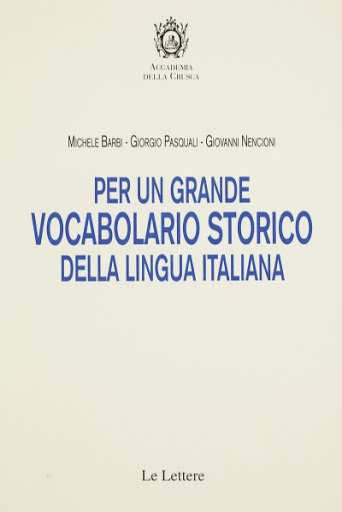 ACCADEMIA
DELLA CRUSCA
MICHELE BARBI - GIORGIO PASQUALI - GIOVANNI NENCIONI
PER UN GRANDE
VOCABOLARIO STORICO
DELLA LINGUA ITALIANA
Le Lettere